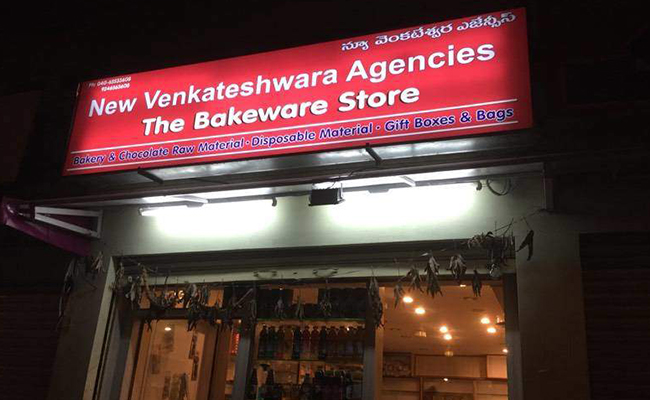 న్యూ వెంకటేశ్వర ఏజేన్సీస్
New Venkateshwara Agencies
The Bakeware Store
Bakery & Chocolate Raw Material · Disposable Material · Gift Boxes & Bags